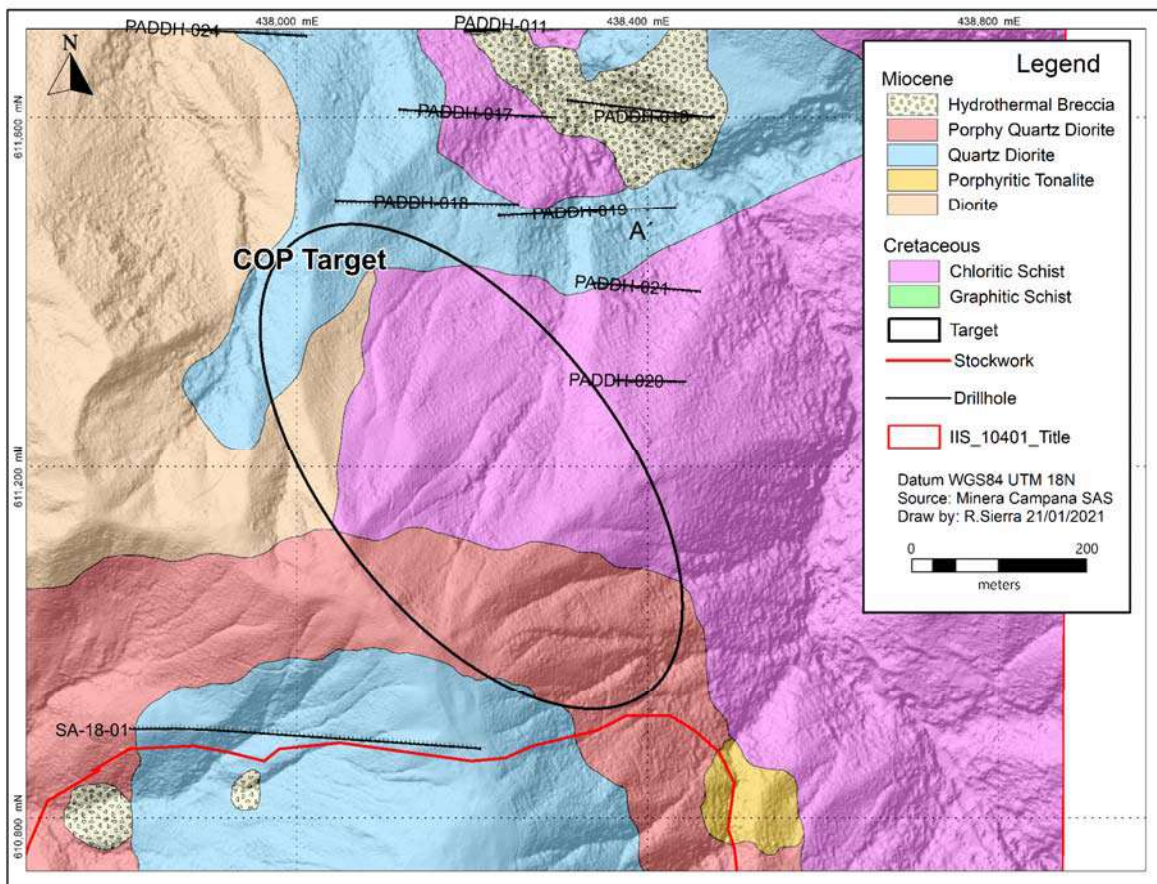 438,000 mE
438,400 mE
438,800 mE
PADDH-024
PADDH-011
N
611,600 mN
PADDH-017
PADDH-018
PADDH-019
A´
COP Target
PADDH-021
PADDH-020
611,200 mN
SA-18-01
610,800 mN
Legend
Miocene
Hydrothermal Breccia
Porphy Quartz Diorite
Quartz Diorite
Porphyritic Tonalite
Diorite
Cretaceous
Chloritic Schist
Graphitic Schist
Target
Stockwork
Drillhole
IIS_10401_Title
Datum WGS84 UTM 18N
Source: Minera Campana SAS
Draw by: R.Sierra 21/01/2021
0 200
meters